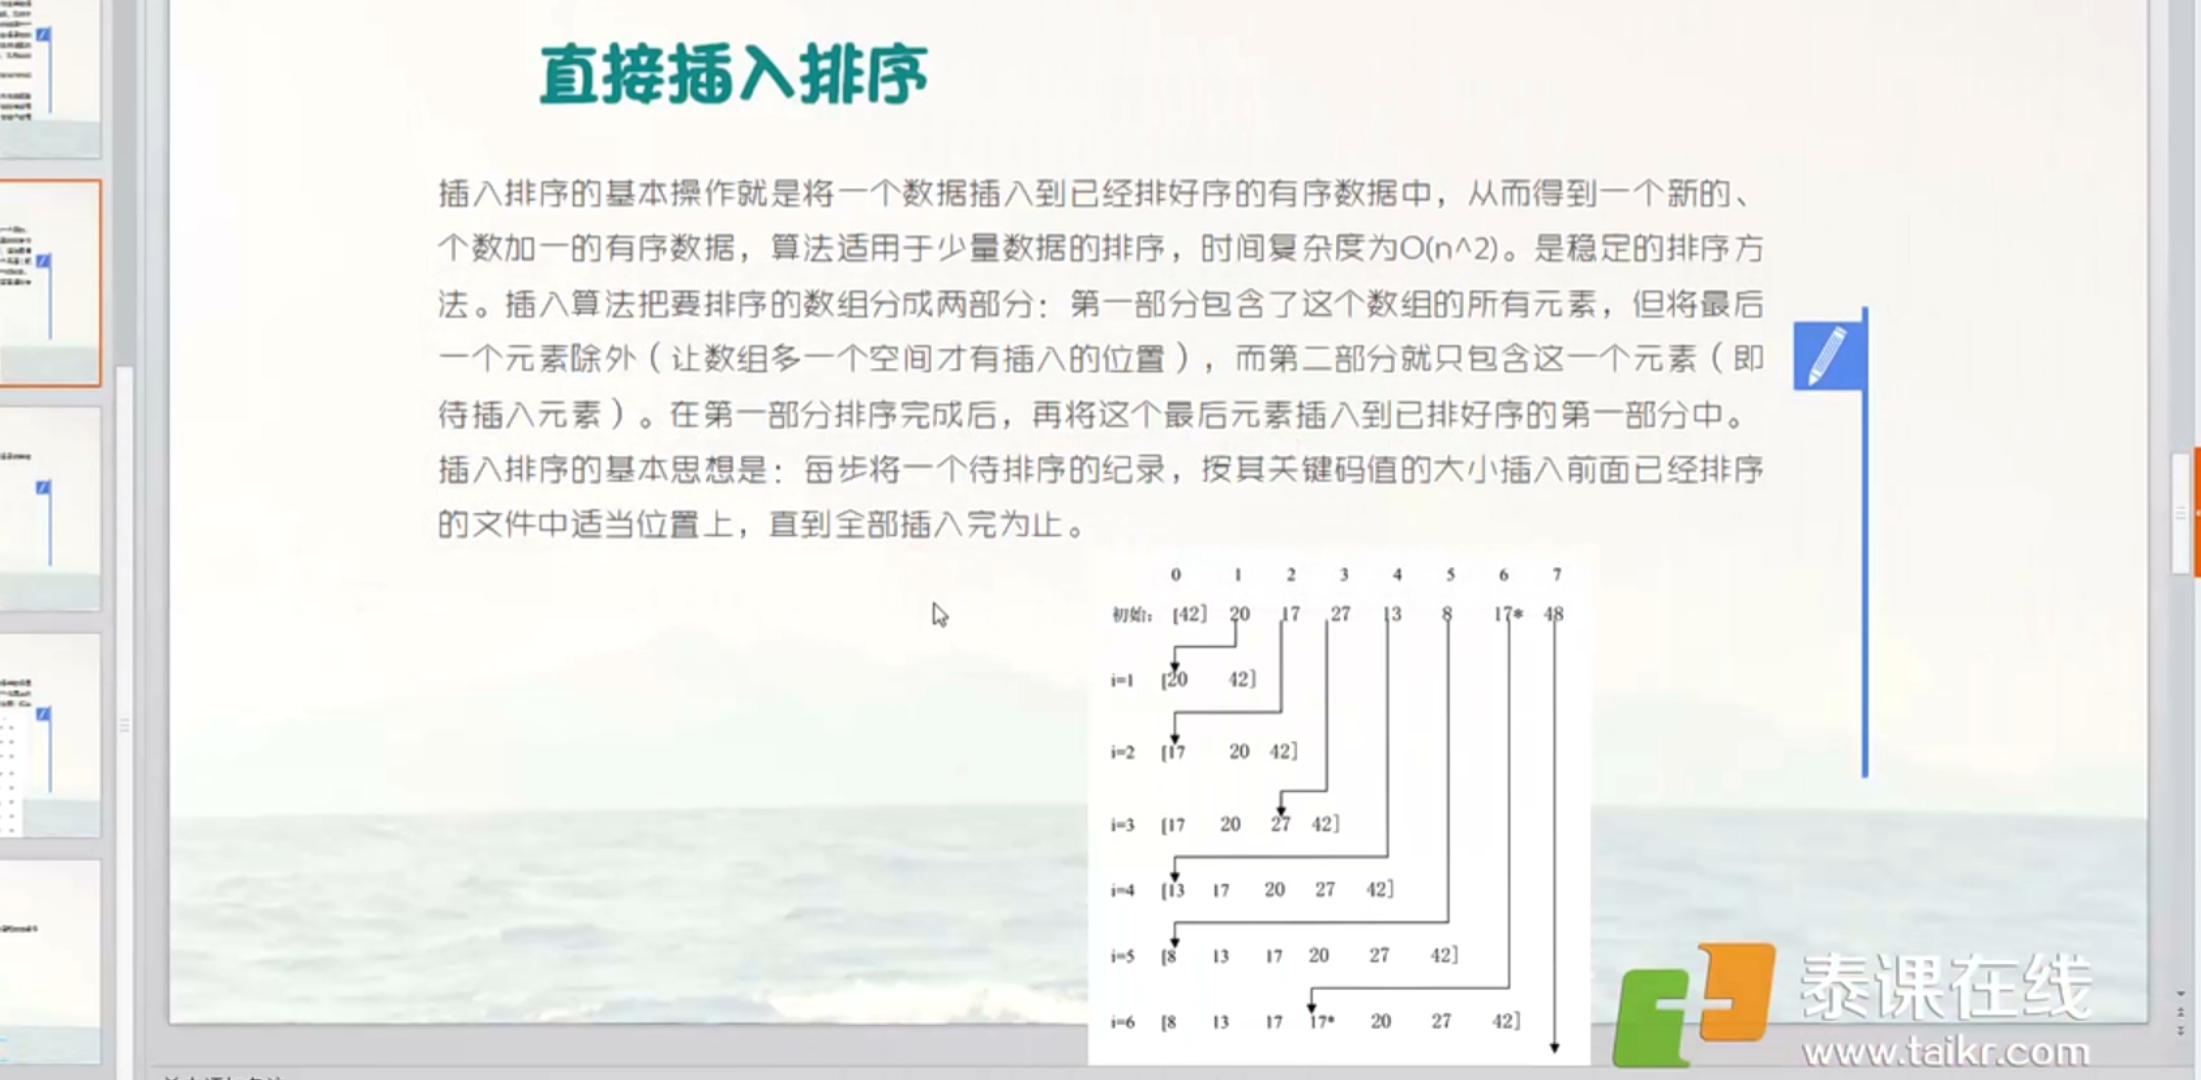 直接插入排序
插入排序的基本操作就是将一个数据插入到已经排好序的有序数据中，从而得到一个新的、
个数加一的有序数据，算法适用于少量数据的排序，时间复杂度为O(n^2)。是稳定的排序方
法。插入算法把要排序的数组分成两部分：第一部分包含了这个数组的所有元素，但将最后
一个元素除外（让数组多一个空间才有插入的位置），而第二部分就只包含这一个元素（即
待插入元素）。在第一部分排序完成后，再将这个最后元素插入到已排好序的第一部分中。
插入排序的基本思想是：每步将一个待排序的纪录，按其关键码值的大小插入前面已经排序
的文件中适当位置上，直到全部插入完为止。
0 1 2 3 4 5 6 7
初始： [42] 20 17 27 13 8 17* 48
i=1 [20 42]
i=2 [17 20 42]
i=3 [17 20 27 42]
i=4 [13 17 20 27 42]
i=5 [8 13 17 20 27 42]
i=6 [8 13 17 17* 20 27 42]
泰课在线
www.taikr.com